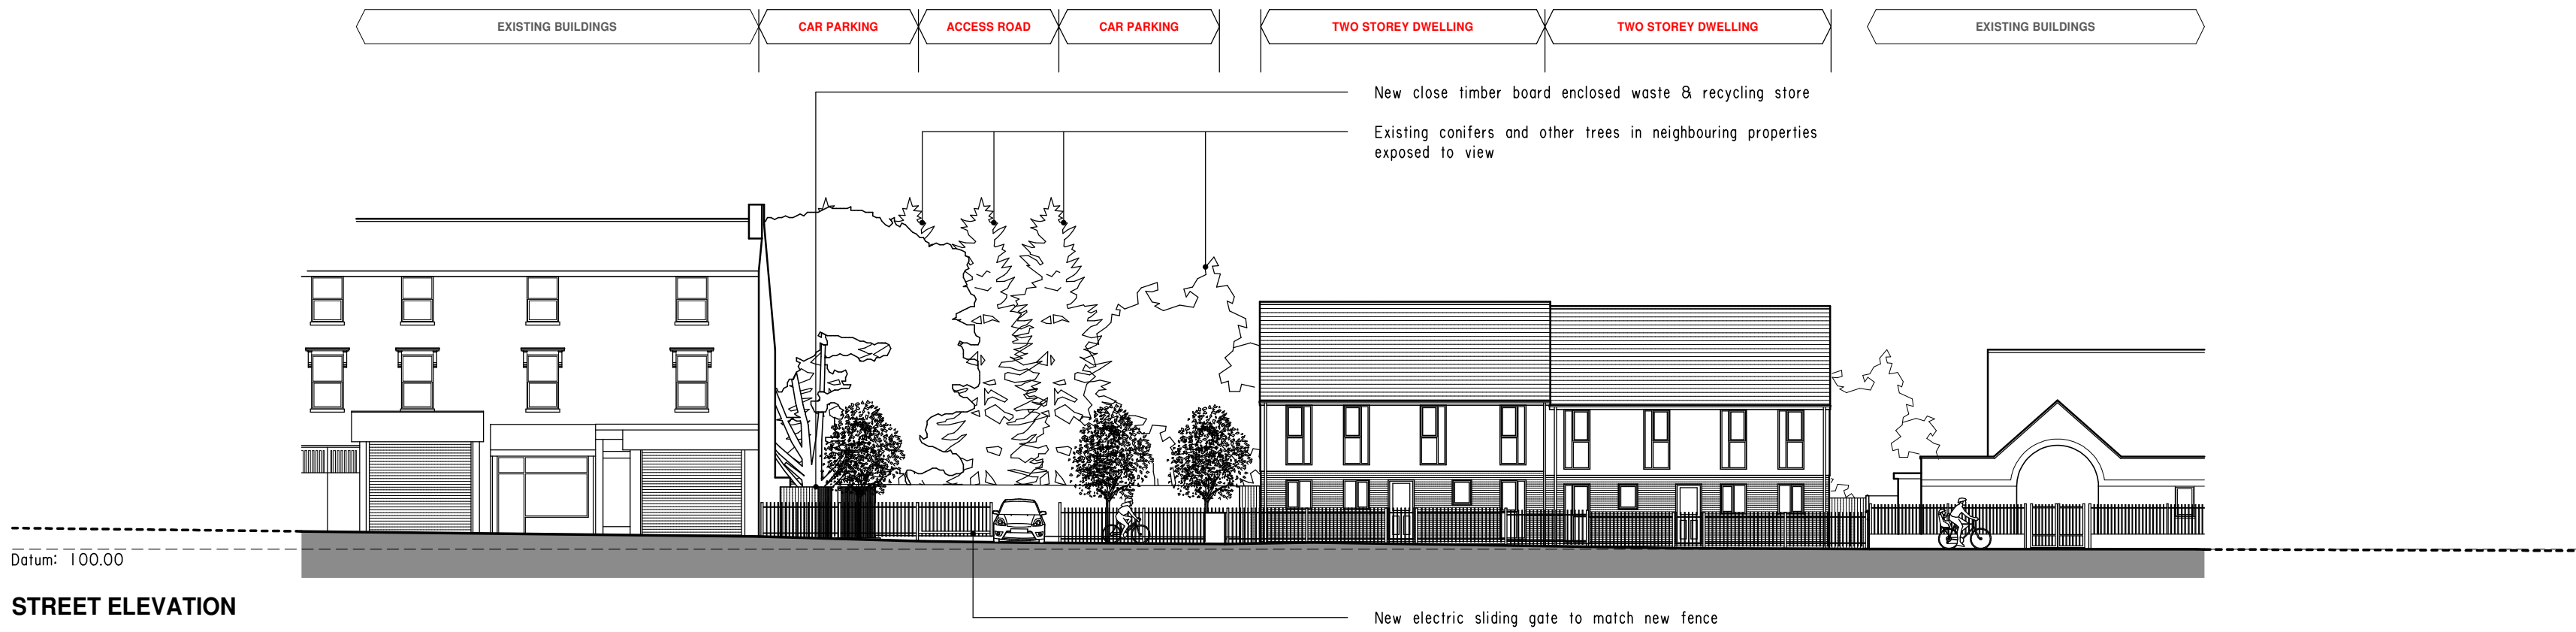 EXISTING BUILDINGS
CAR PARKING
ACCESS ROAD
CAR PARKING
TWO STOREY DWELLING
TWO STOREY DWELLING
EXISTING BUILDINGS
New close timber board enclosed waste & recycling store
Existing conifers and other trees in neighbouring properties
exposed to view
Datum: 100.00
STREET ELEVATION
New electric sliding gate to match new fence